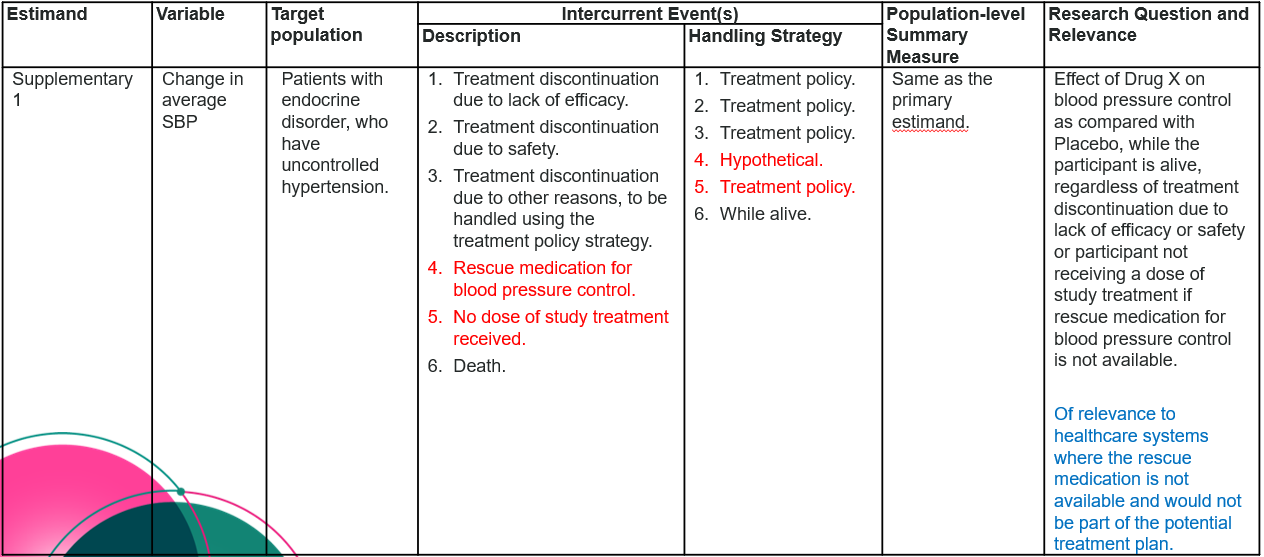 Estimand
Variable
Target
population
Intercurrent Event(s)
Description
Handling Strategy
Population-level
Summary
Measure
Research Question and
Relevance
Supplementary
1
Change in
average
SBP
Patients with
endocrine
disorder, who
have
uncontrolled
hypertension.
1. Treatment discontinuation
due to lack of efficacy.
2. Treatment discontinuation
due to safety.
3. Treatment discontinuation
due to other reasons, to be
handled using the
treatment policy strategy.
4. Rescue medication for
blood pressure control.
5. No dose of study treatment
received.
6. Death.
1. Treatment policy.
2. Treatment policy.
3. Treatment policy.
4. Hypothetical.
5. Treatment policy.
6. While alive.
Same as the
primary
estimand.
Effect of Drug X on
blood pressure control
as compared with
Placebo, while the
participant is alive,
regardless of treatment
discontinuation due to
lack of efficacy or safety
or participant not
receiving a dose of
study treatment if
rescue medication for
blood pressure control
is not available.
Of relevance to
healthcare systems
where the rescue
medication is not
available and would not
be part of the potential
treatment plan.